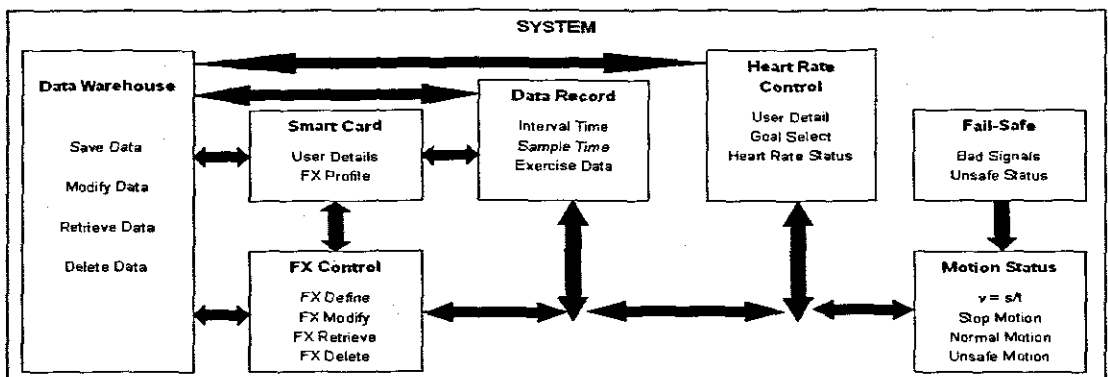 SYSTEM
Data Warehouse
Save Data
Modify Data
Retrieve Data
Delete Data
Smart Card
User Details
FX Profile
FX Control
FX Define
FX Modify
FX Retrieve
FX Delete
Data Record
Interval Time
Sample Time
Exercise Data
Heart Rate
Control
User Detail
Goal Select
Heart Rate Status
Fail-Safe
Bad Signals
Unsafe Status
Motion Status
v = s/t
Stop Motion
Normal Motion
Unsafe Motion